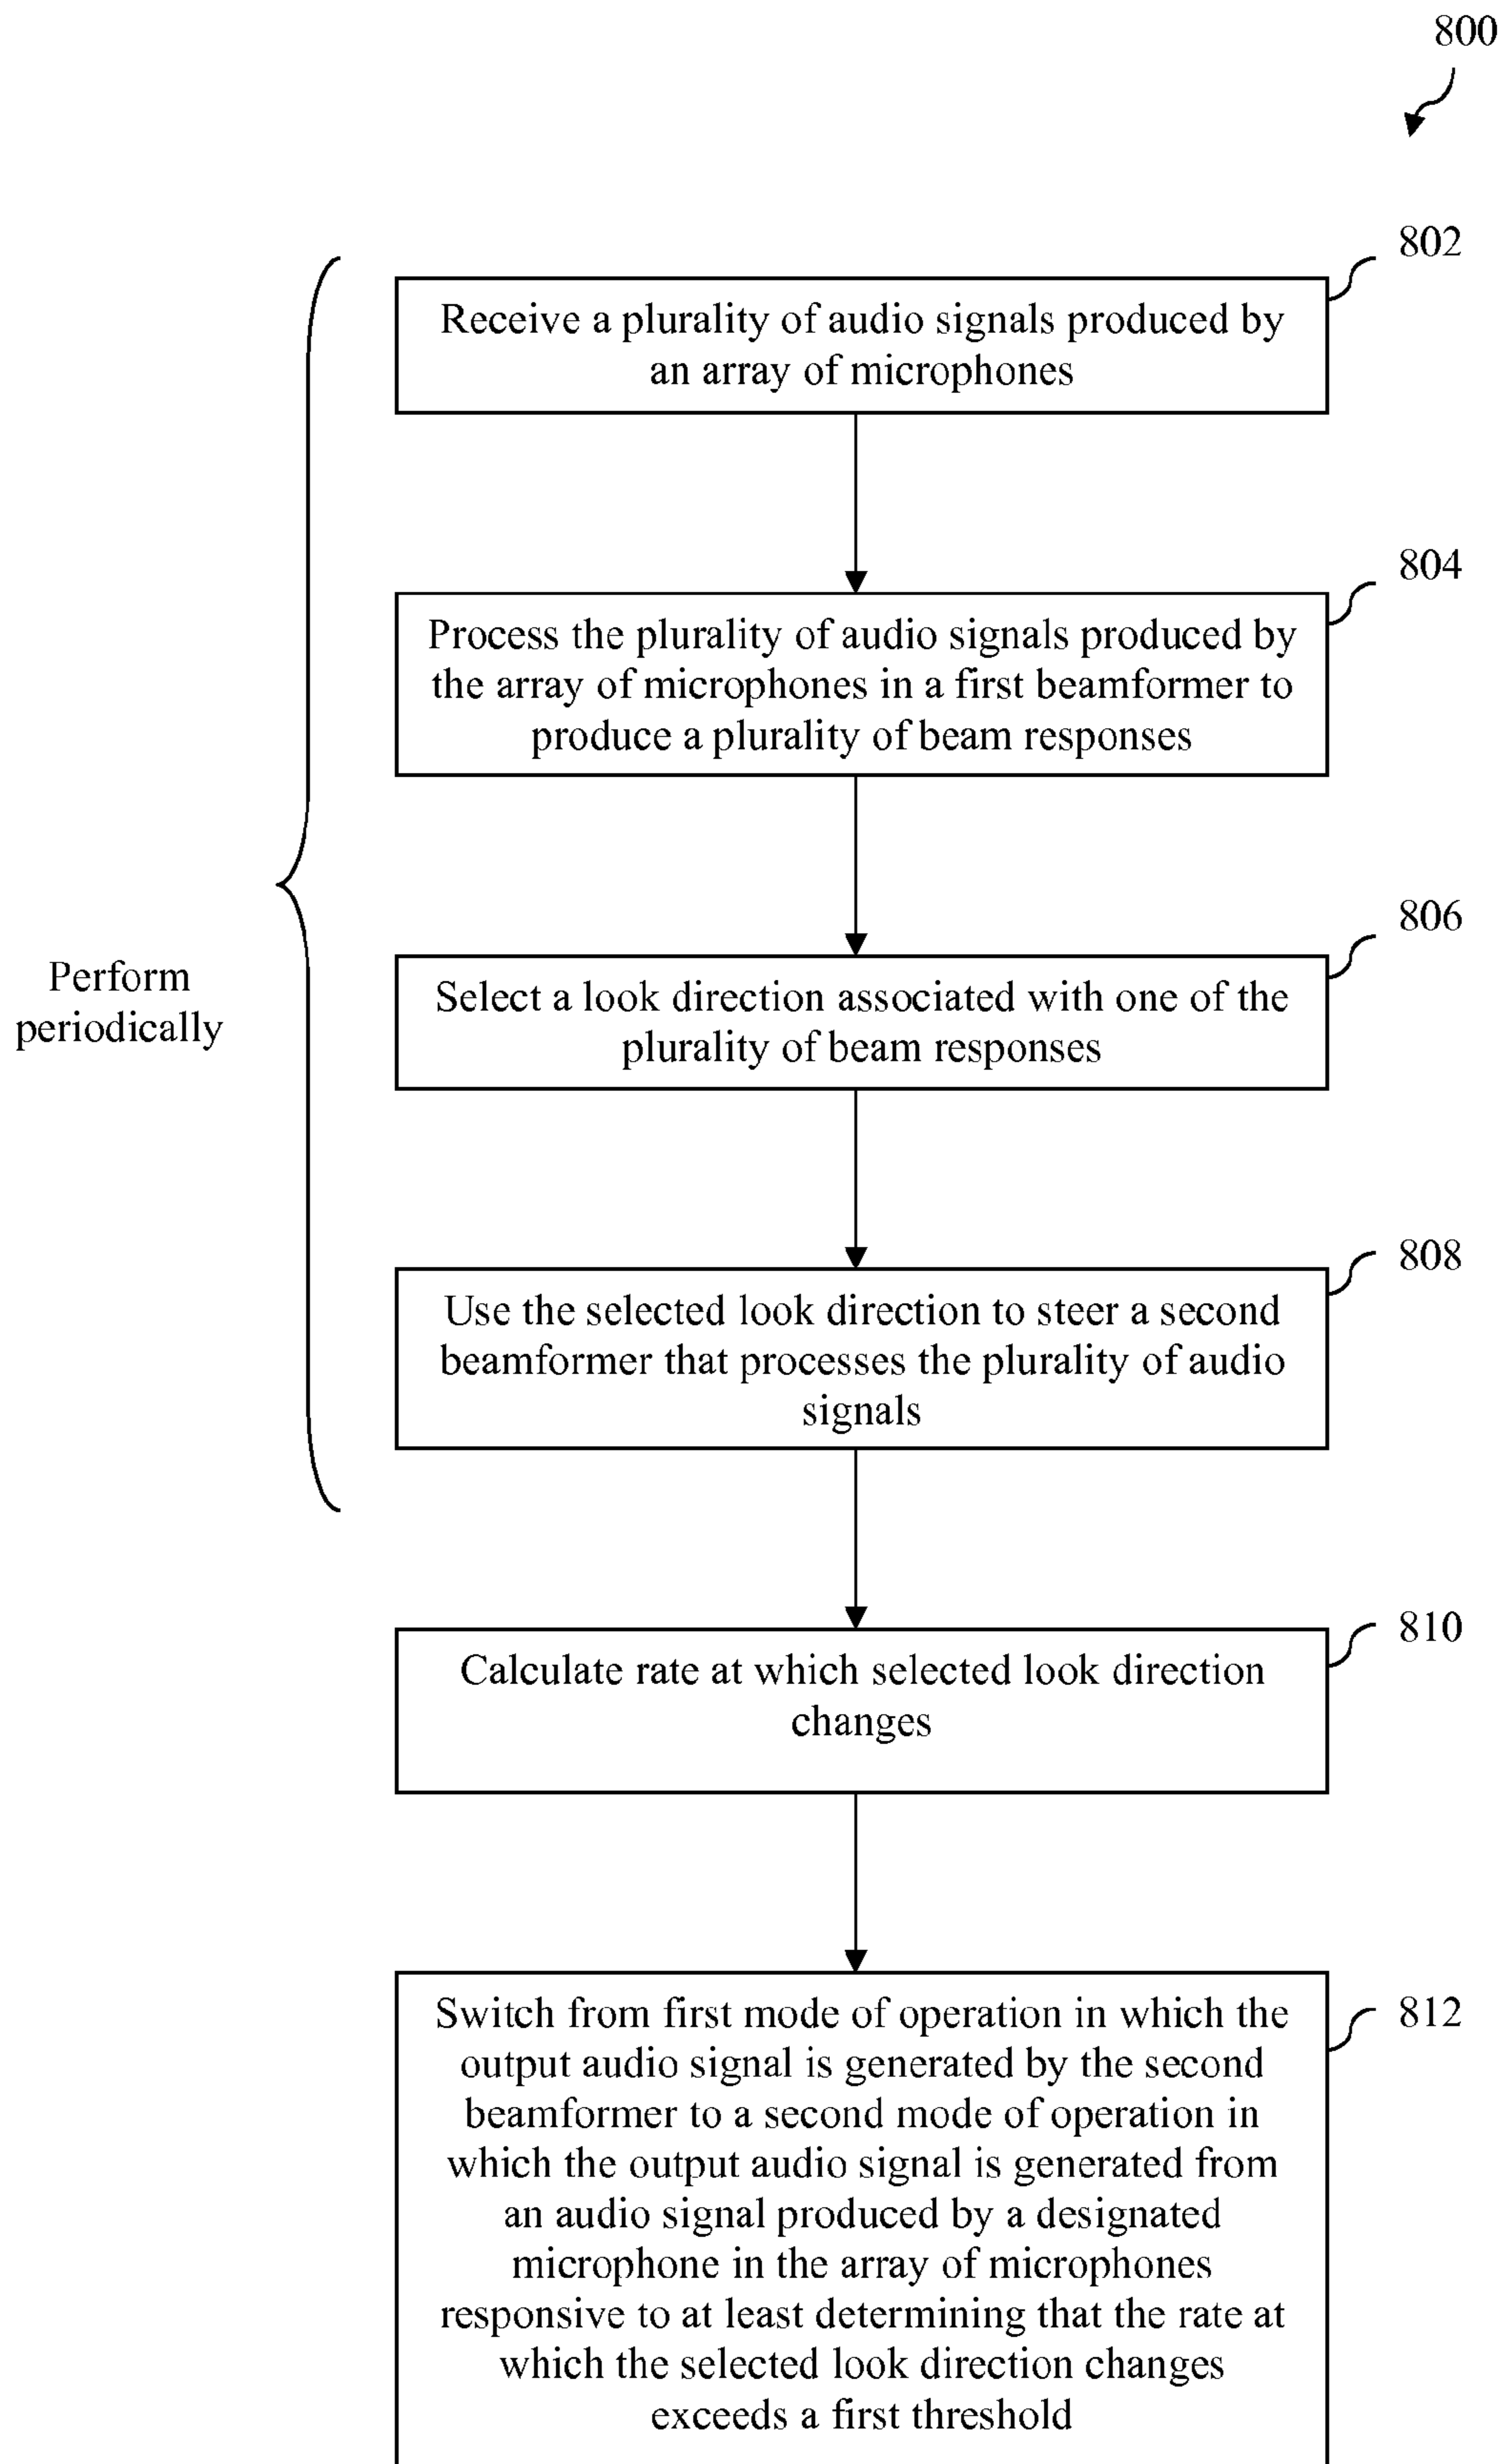 800
802
Receive a plurality of audio signals produced by
an array of microphones
804
Process the plurality of audio signals produced by
the array of microphones in a first beamformer to
produce a plurality of beam responses
806
Perform
periodically
Select a look direction associated with one of the
plurality of beam responses
808
Use the selected look direction to steer a second
beamformer that processes the plurality of audio
signals
810
Calculate rate at which selected look direction
changes
812
Switch from first mode of operation in which the
output audio signal is generated by the second
beamformer to a second mode of operation in
which the output audio signal is generated from
an audio signal produced by a designated
microphone in the array of microphones
responsive to at least determining that the rate at
which the selected look direction changes
exceeds a first threshold